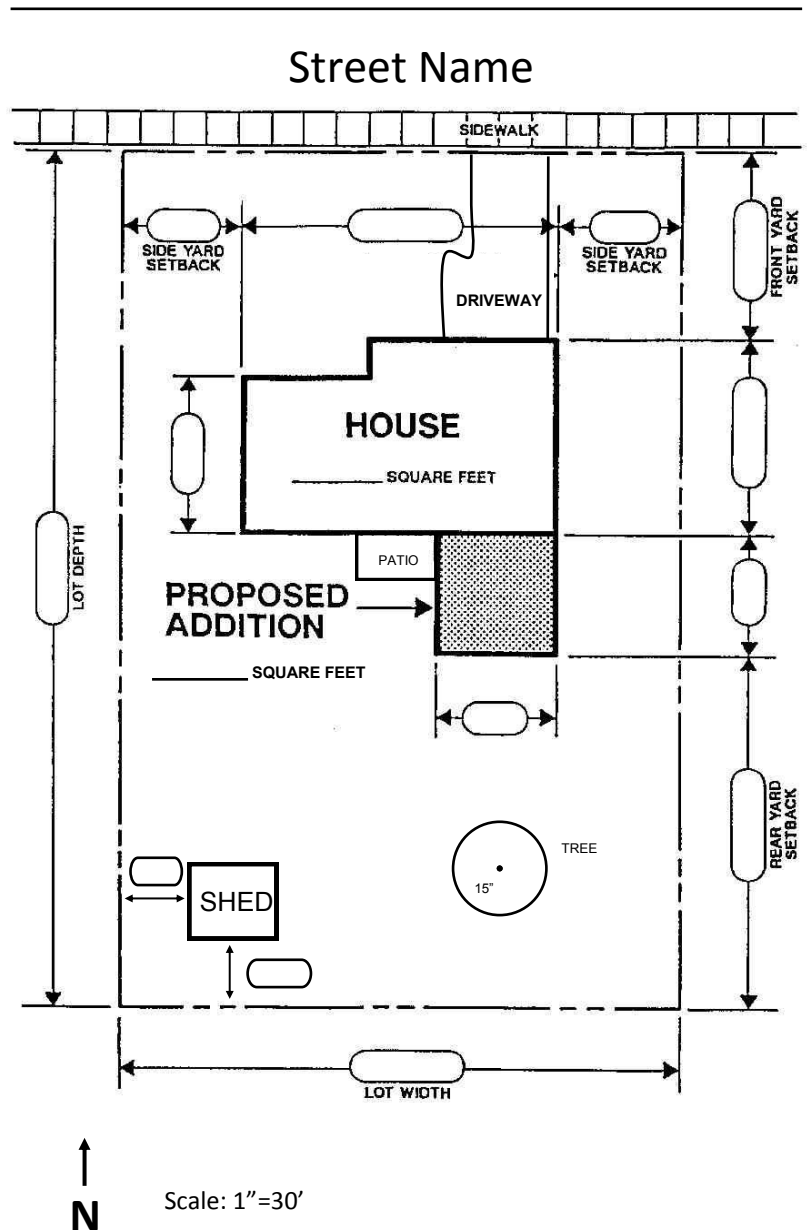 Street Name
SIDEWALK
SIDE YARD
SETBACK
SIDE YARD
SETBACK
FRONT YARD
SETBACK
DRIVEWAY
HOUSE
SQUARE FEET
LOT DEPTH
PATIO
PROPOSED
ADDITION
SQUARE FEET
REAR YARD
SETBACK
TREE
15"
SHED
LOT WIDTH
N
Scale: 1”=30’